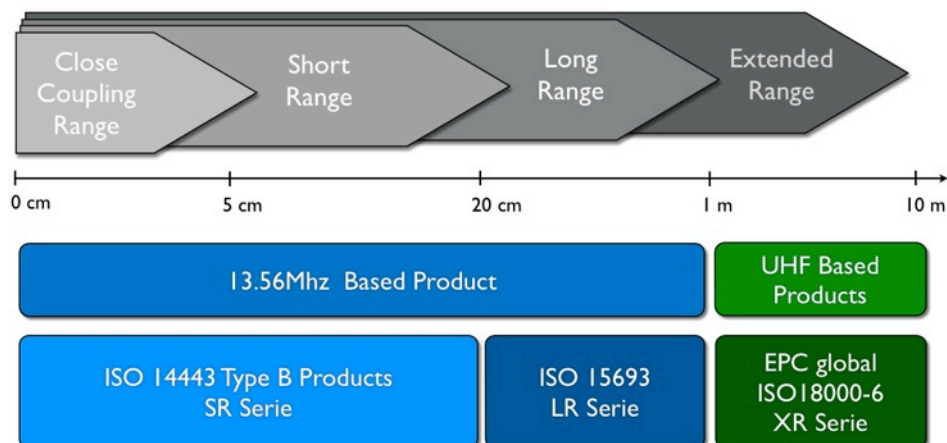 Close
Coupling
Range
Short
Range
Long
Range
Extended
Range
0 cm
5 cm
20 cm
1 m
10 m
13.56Mhz Based Product
UHF Based
Products
ISO 14443 Type B Products
SR Serie
ISO 15693
LR Serie
EPC global
ISO18000-6
XR Serie